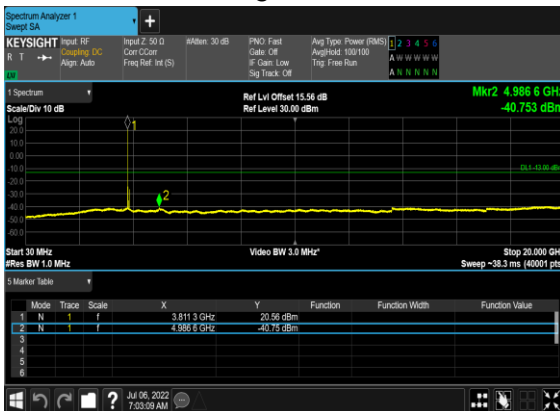 Spectrum Analyzer 1
Swept SA
KEYSIGHT Input: RF Input Z: 50 Ω #Atten: 30 dB PNO: Fast Avg Type: Power (RMS) 1 2 3 4 5 6
R T Coupling: DC Corr CCorr Gate: Off Avg|Hold: 100/100 A W W W W W
Align: Auto Freq Ref: Int (S) IF Gain: Low Trig: Free Run
Sig Track: Off A N N N N N
LV
1 Spectrum Ref Lvl Offset 15.56 dB Mkr2 4.986 6 GHz
Scale/Div 10 dB Ref Level 30.00 dBm -40.753 dBm
Log
20.0
10.0
0.00
-10.0
DL1 -13.00 dBm
-20.0
-30.0
-40.0
-50.0
-60.0
1
2
Start 30 MHz Video BW 3.0 MHz* Stop 20.000 GHz
#Res BW 1.0 MHz Sweep ~38.3 ms (40001 pts)
5 Marker Table
Mode Trace Scale X Y Function Function Width Function Value
1 N 1 f 3.811 3 GHz 20.56 dBm
2 N 1 f 4.986 6 GHz -40.75 dBm
3
4
5
6
? Jul 06, 2022
7:03:09 AM